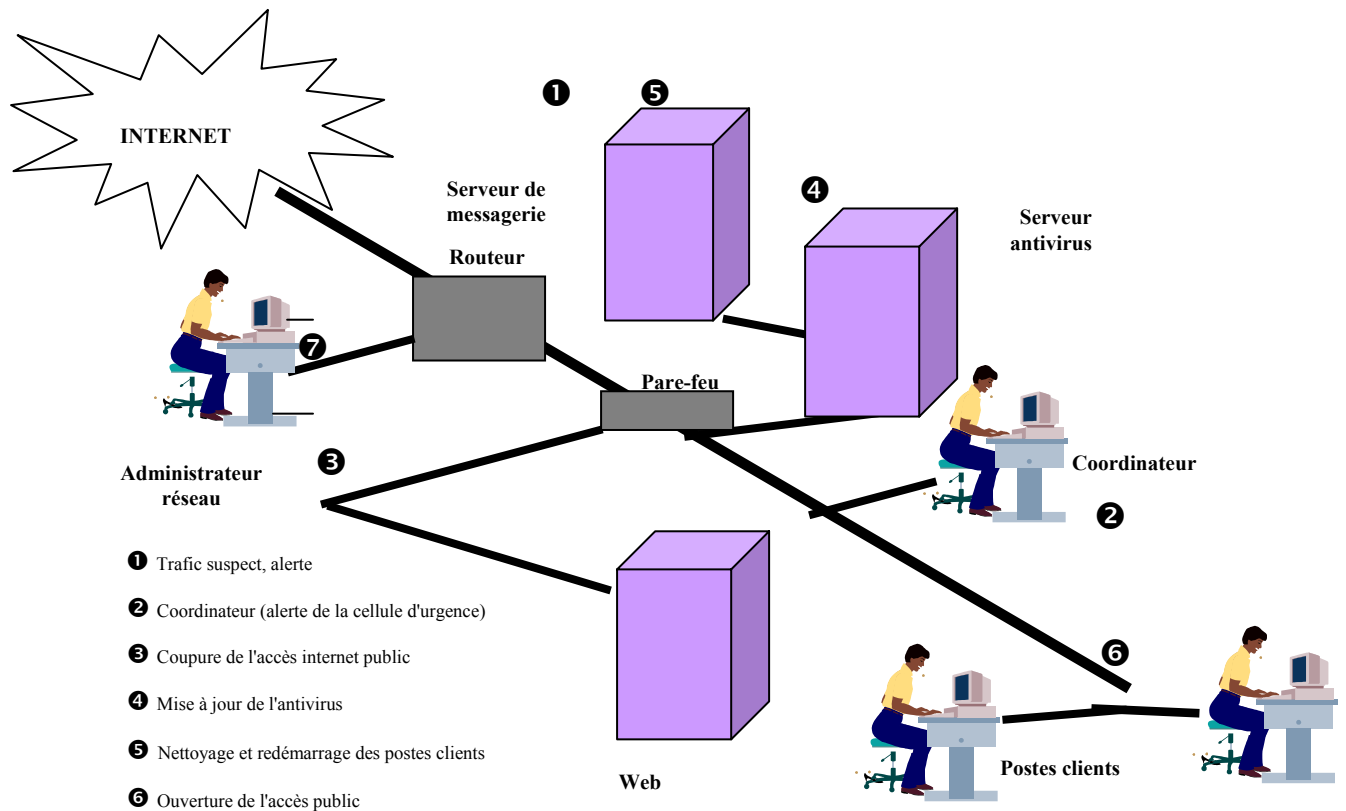 ❶ ❺
INTERNET
❹
Serveur de
messagerie
Serveur
antivirus
Routeur
❼
Pare-feu
❸
Coordinateur
Administrateur
réseau
❷
❶ Trafic suspect, alerte
❷ Coordinateur (alerte de la cellule d'urgence)
❸ Coupure de l'accès internet public
❻
❹ Mise à jour de l'antivirus
❺ Nettoyage et redémarrage des postes clients
Web
Postes clients
❻ Ouverture de l'accès public